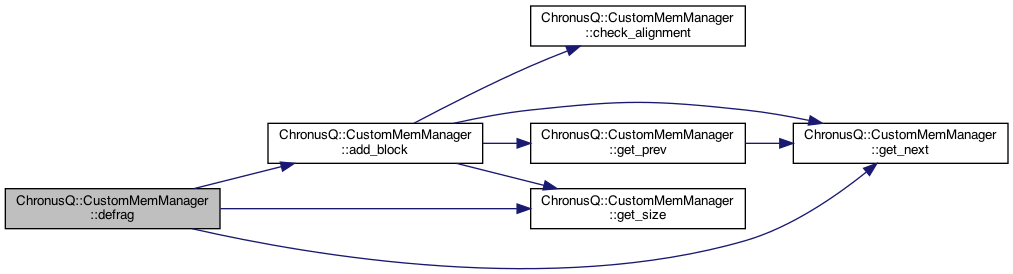 ChronusQ::CustomMemManager
::check_alignment
ChronusQ::CustomMemManager
::add_block
ChronusQ::CustomMemManager
::get_prev
ChronusQ::CustomMemManager
::get_next
ChronusQ::CustomMemManager
::defrag
ChronusQ::CustomMemManager
::get_size